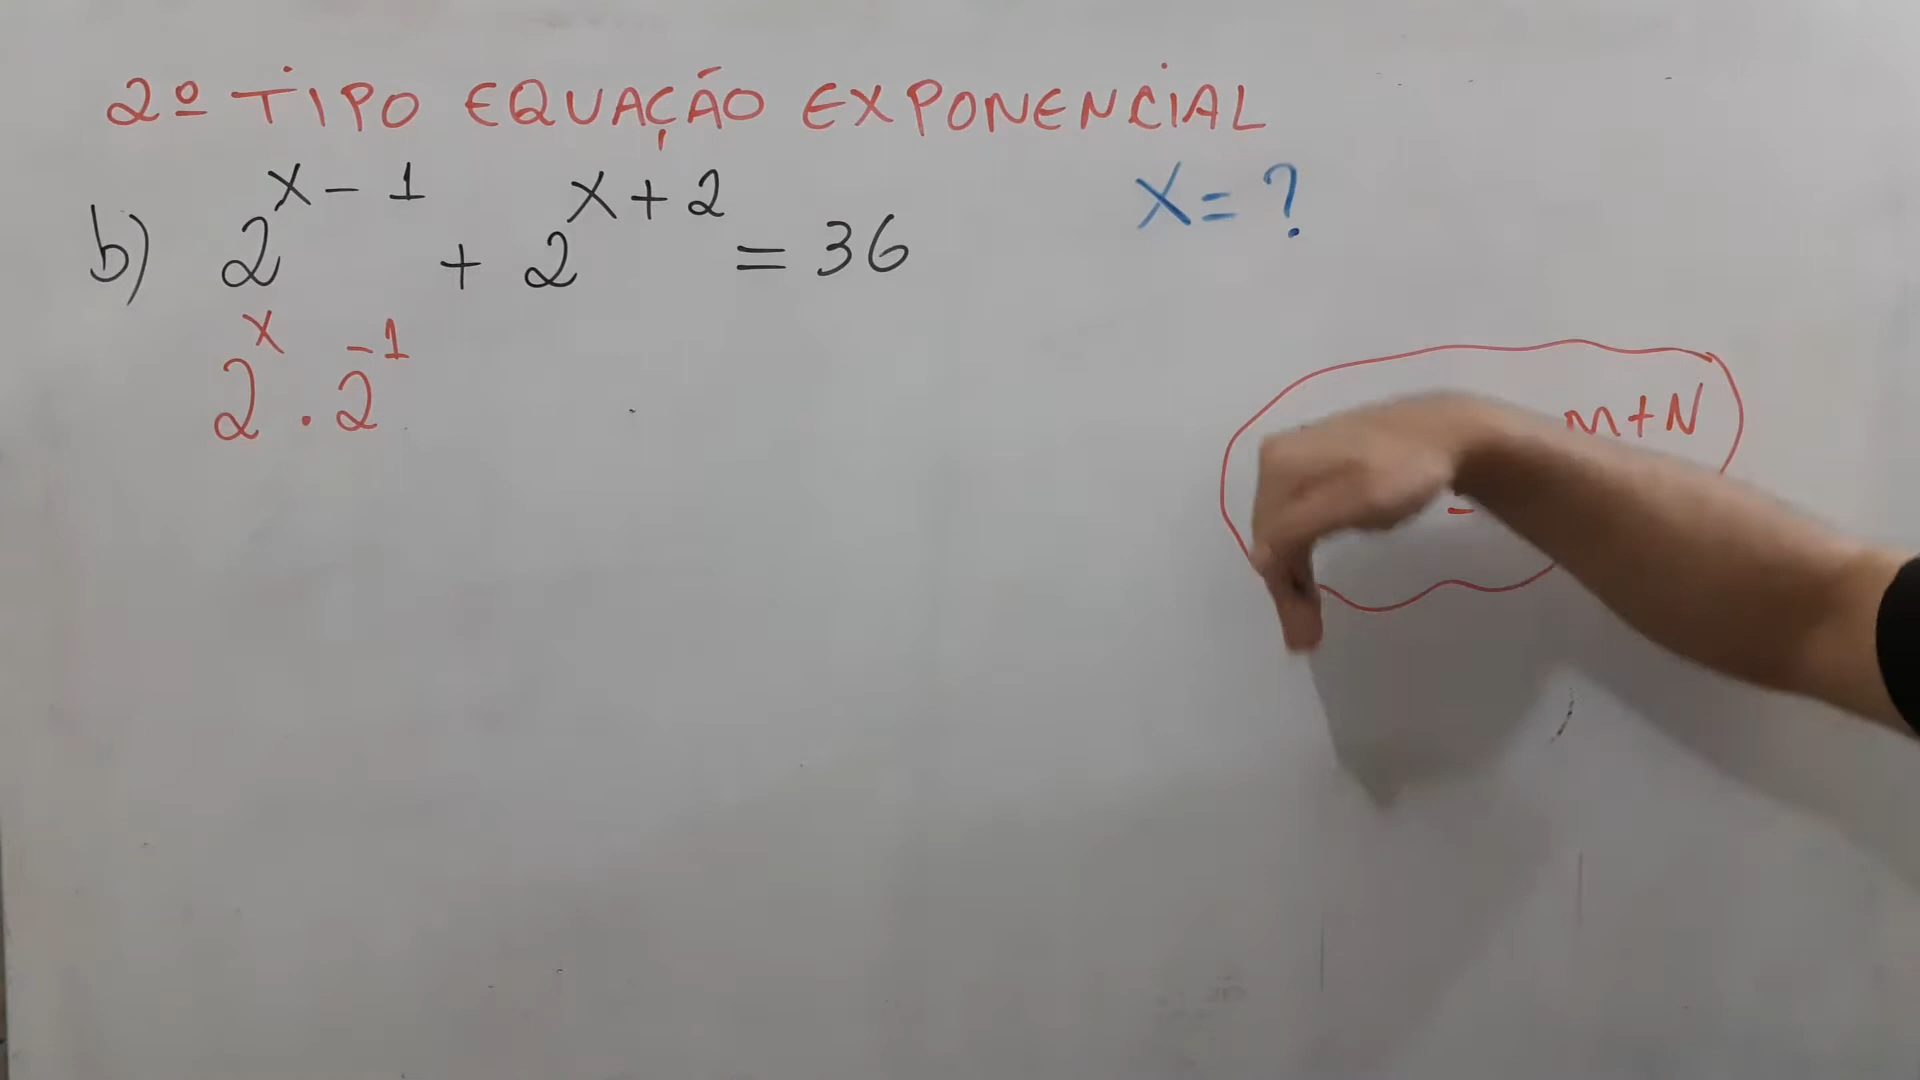 2º TIPO EQUAÇÃO EXPONENCIAL
b) 2^{x-1} + 2^{x+2} = 36
x = ?
2^x . 2^{-1}
m+N
=